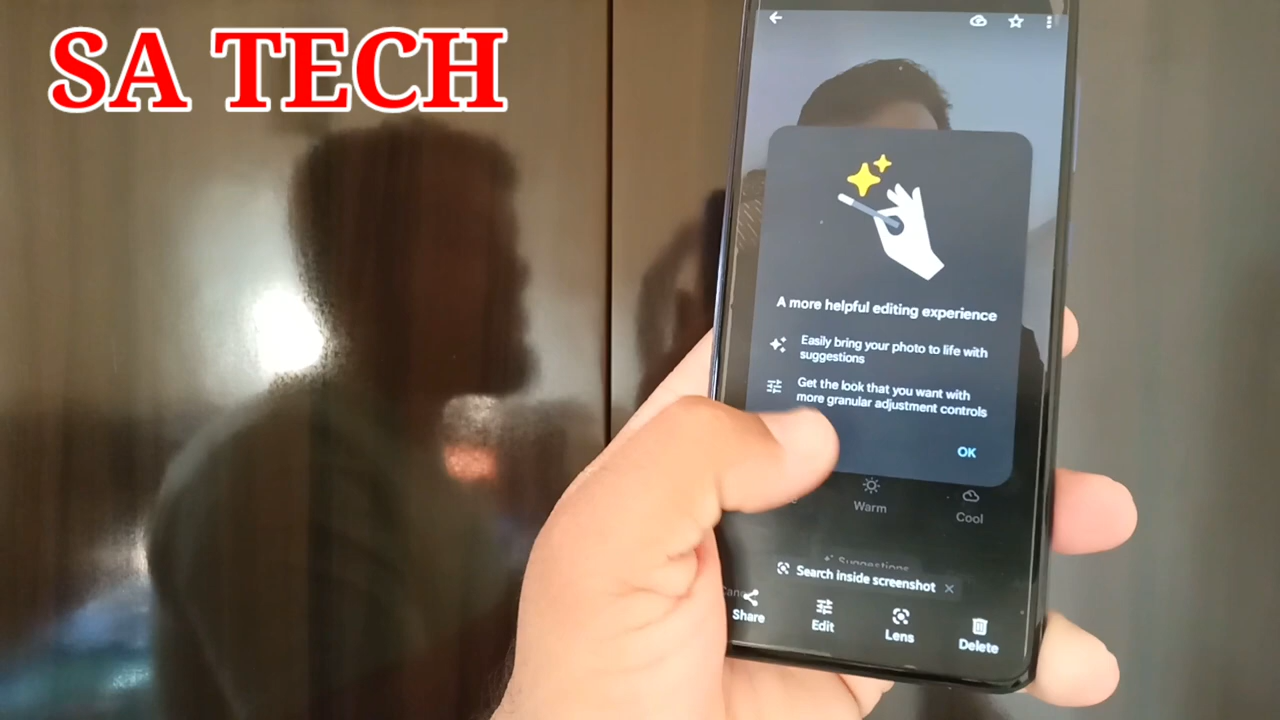 SA TECH
A more helpful editing experience
Easily bring your photo to life with
suggestions
Get the look that you want with
more granular adjustment controls
OK
Warm
Cool
Suggestions
Search inside screenshot
Share
Edit
Lens
Delete